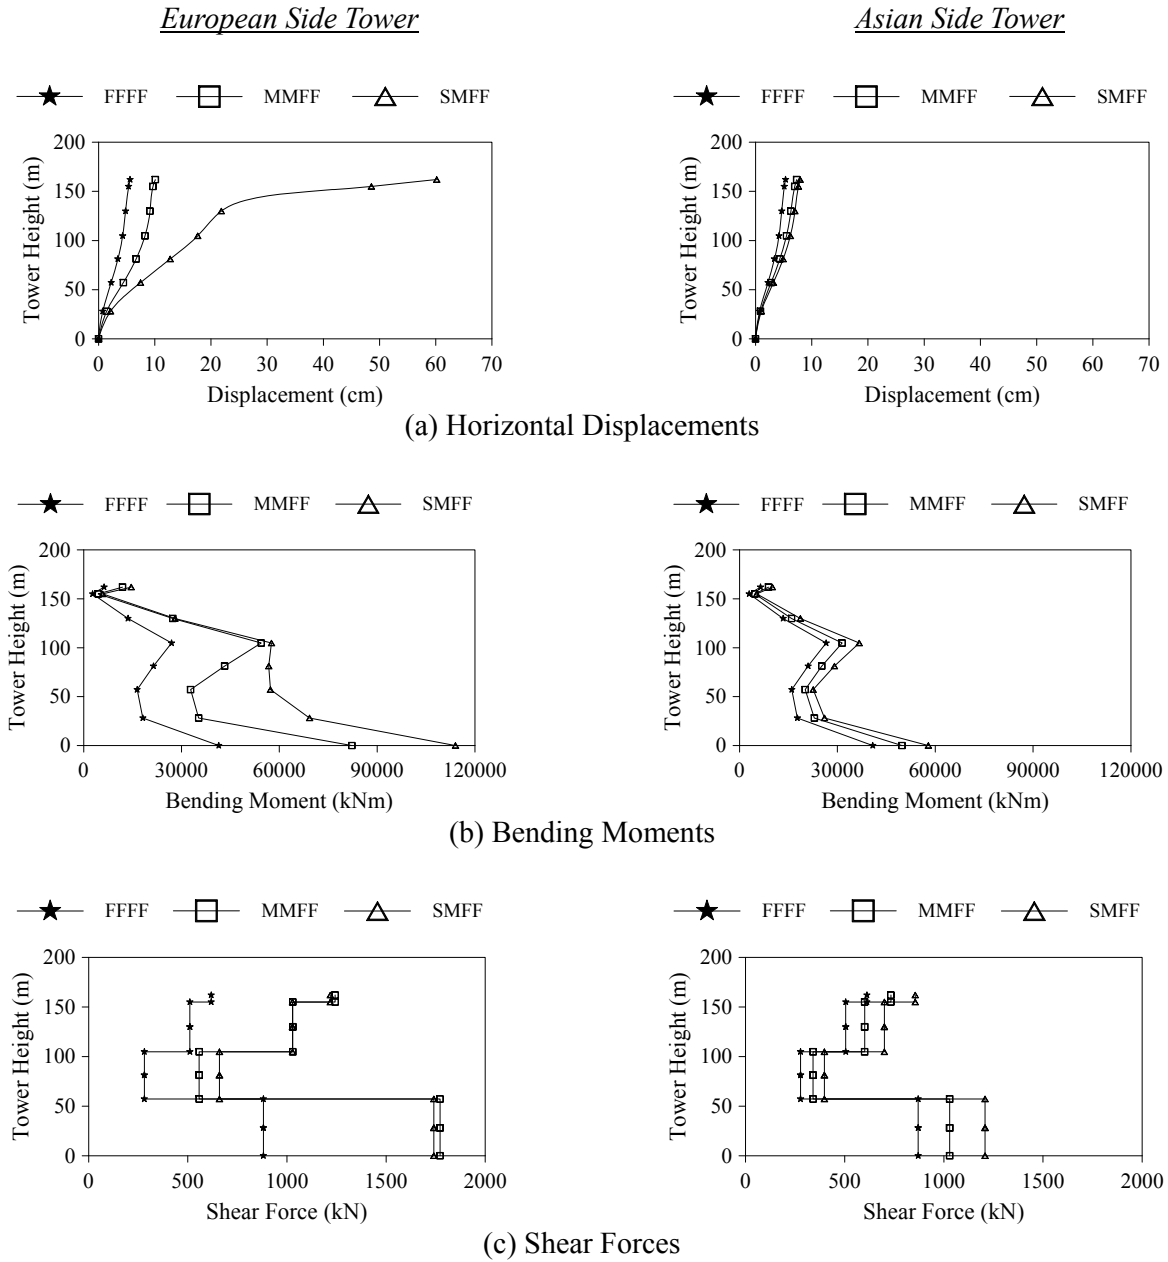 European Side Tower Asian Side Tower
FFFF MMFF SMFF FFFF MMFF SMFF
200 200
150 150
100 100
50 50
0 0
Tower Height (m) Tower Height (m)
0 10 20 30 40 50 60 70 0 10 20 30 40 50 60 70
Displacement (cm) Displacement (cm)
(a) Horizontal Displacements
FFFF MMFF SMFF FFFF MMFF SMFF
200 200
150 150
100 100
50 50
0 0
Tower Height (m) Tower Height (m)
0 30000 60000 90000 120000 0 30000 60000 90000 120000
Bending Moment (kNm) Bending Moment (kNm)
(b) Bending Moments
FFFF MMFF SMFF FFFF MMFF SMFF
200 200
150 150
100 100
50 50
0 0
Tower Height (m) Tower Height (m)
0 500 1000 1500 2000 0 500 1000 1500 2000
Shear Force (kN) Shear Force (kN)
(c) Shear Forces